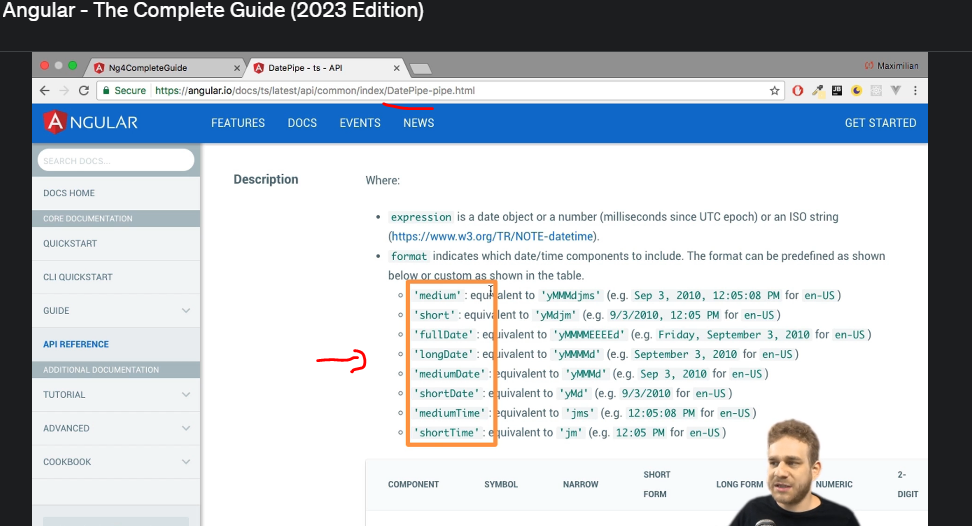 Angular - The Complete Guide (2023 Edition)
Ng4CompleteGuide
DatePipe - ts - API
Maximilian
Secure https://angular.io/docs/ts/latest/api/common/index/DatePipe-pipe.html
ANGULAR
FEATURES DOCS EVENTS NEWS GET STARTED
SEARCH DOCS...
DOCS HOME
CORE DOCUMENTATION
QUICKSTART
CLI QUICKSTART
GUIDE
API REFERENCE
ADDITIONAL DOCUMENTATION
TUTORIAL
ADVANCED
COOKBOOK
Description
Where:
• expression is a date object or a number (milliseconds since UTC epoch) or an ISO string
(https://www.w3.org/TR/NOTE-datetime).
• format indicates which date/time components to include. The format can be predefined as shown
below or custom as shown in the table.
'medium': equivalent to 'yMMMdjms' (e.g. Sep 3, 2010, 12:05:08 PM for en-US)
'short': equivalent to 'yMdjm' (e.g. 9/3/2010, 12:05 PM for en-US)
'fullDate': equivalent to 'yMMMMEEEEd' (e.g. Friday, September 3, 2010 for en-US)
'longDate': equivalent to 'yMMMMd' (e.g. September 3, 2010 for en-US)
'mediumDate': equivalent to 'yMMMd' (e.g. Sep 3, 2010 for en-US)
'shortDate': equivalent to 'yMd' (e.g. 9/3/2010 for en-US)
'mediumTime': equivalent to 'jms' (e.g. 12:05:08 PM for en-US)
'shortTime': equivalent to 'jm' (e.g. 12:05 PM for en-US)
COMPONENT SYMBOL NARROW SHORT FORM LONG FORM NUMERIC 2-DIGIT